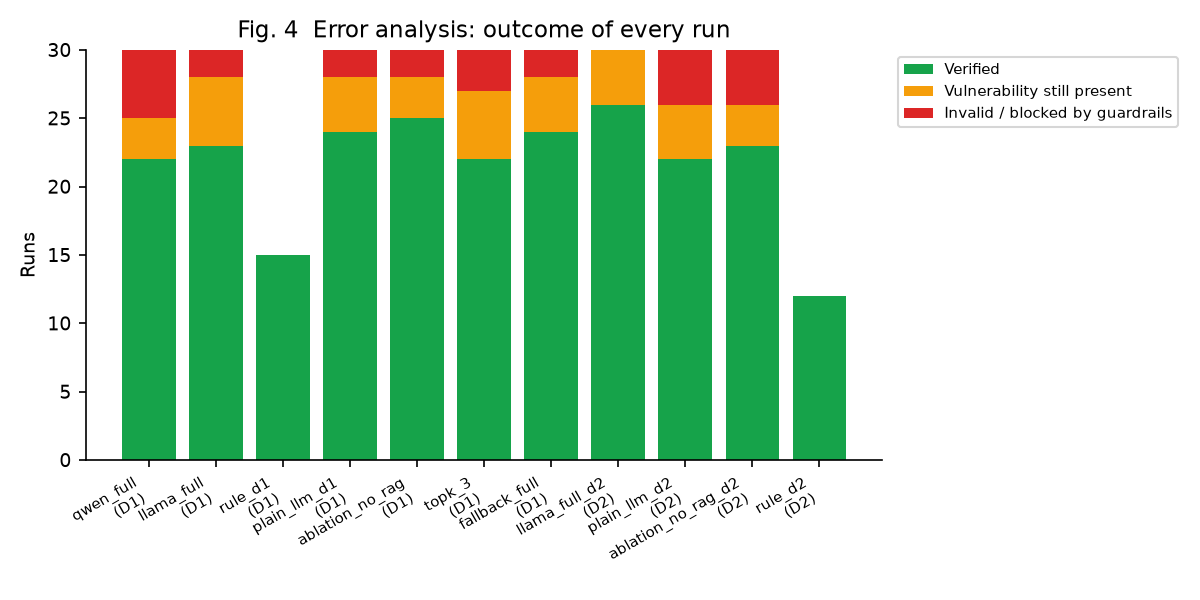 Fig. 4  Error analysis: outcome of every run
Runs
30
25
20
15
10
5
0
qwen_full
(D1)
llama_full
(D1)
rule_d1
(D1)
plain_llm_d1
(D1)
ablation_no_rag
(D1)
topk_3
(D1)
fallback_full
(D1)
llama_full_d2
(D2)
plain_llm_d2
(D2)
ablation_no_rag_d2
(D2)
rule_d2
(D2)
Verified
Vulnerability still present
Invalid / blocked by guardrails